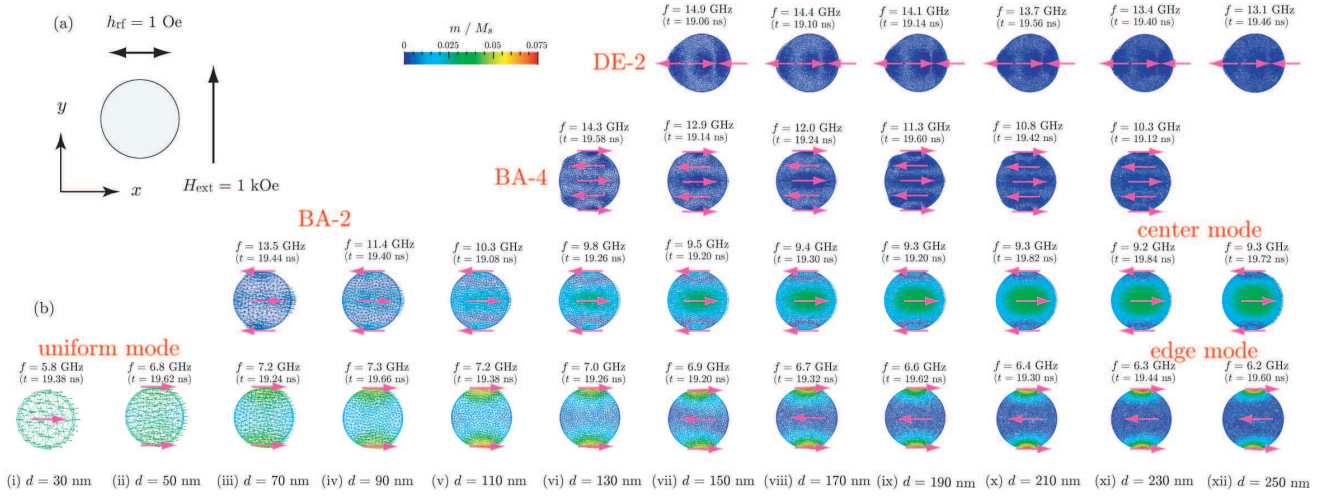 (a)
h_rf = 1 Oe
y
x
H_ext = 1 kOe
m / M_s
0 0.025 0.05 0.075
DE-2
f = 14.9 GHz
(t = 19.06 ns)
f = 14.4 GHz
(t = 19.10 ns)
f = 14.1 GHz
(t = 19.14 ns)
f = 13.7 GHz
(t = 19.56 ns)
f = 13.4 GHz
(t = 19.40 ns)
f = 13.1 GHz
(t = 19.46 ns)
BA-4
f = 14.3 GHz
(t = 19.58 ns)
f = 12.9 GHz
(t = 19.14 ns)
f = 12.0 GHz
(t = 19.24 ns)
f = 11.3 GHz
(t = 19.60 ns)
f = 10.8 GHz
(t = 19.42 ns)
f = 10.3 GHz
(t = 19.12 ns)
BA-2
center mode
f = 13.5 GHz
(t = 19.44 ns)
f = 11.4 GHz
(t = 19.40 ns)
f = 10.3 GHz
(t = 19.08 ns)
f = 9.8 GHz
(t = 19.26 ns)
f = 9.5 GHz
(t = 19.20 ns)
f = 9.4 GHz
(t = 19.30 ns)
f = 9.3 GHz
(t = 19.20 ns)
f = 9.3 GHz
(t = 19.82 ns)
f = 9.2 GHz
(t = 19.84 ns)
f = 9.3 GHz
(t = 19.72 ns)
(b)
uniform mode
edge mode
f = 5.8 GHz
(t = 19.38 ns)
f = 6.8 GHz
(t = 19.62 ns)
f = 7.2 GHz
(t = 19.24 ns)
f = 7.3 GHz
(t = 19.66 ns)
f = 7.2 GHz
(t = 19.38 ns)
f = 7.0 GHz
(t = 19.26 ns)
f = 6.9 GHz
(t = 19.20 ns)
f = 6.7 GHz
(t = 19.32 ns)
f = 6.6 GHz
(t = 19.62 ns)
f = 6.4 GHz
(t = 19.30 ns)
f = 6.3 GHz
(t = 19.44 ns)
f = 6.2 GHz
(t = 19.60 ns)
(i) d = 30 nm
(ii) d = 50 nm
(iii) d = 70 nm
(iv) d = 90 nm
(v) d = 110 nm
(vi) d = 130 nm
(vii) d = 150 nm
(viii) d = 170 nm
(ix) d = 190 nm
(x) d = 210 nm
(xi) d = 230 nm
(xii) d = 250 nm